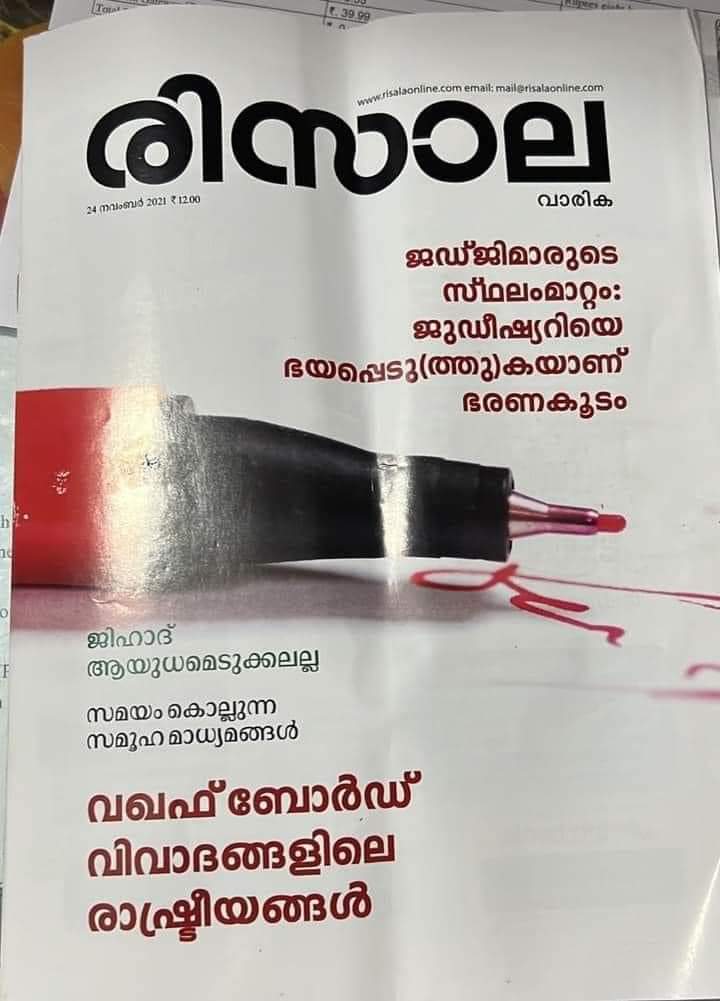 ₹. 39.99
www.risalaonline.com email: mail@risalaonline.com
രിസാല
24 നവംബർ 2021 ₹ 12.00
വാരിക
ജഡ്ജിമാരുടെ
സ്ഥലംമാറ്റം:
ജുഡീഷ്യറിയെ
ഭയപ്പെടു(ത്തു)കയാണ്
ഭരണകൂടം
ജിഹാദ്
ആയുധമെടുക്കലല്ല
സമയം കൊല്ലുന്ന
സമൂഹ മാധ്യമങ്ങൾ
വഖഫ് ബോർഡ്
വിവാദങ്ങളിലെ
രാഷ്ട്രീയങ്ങൾ